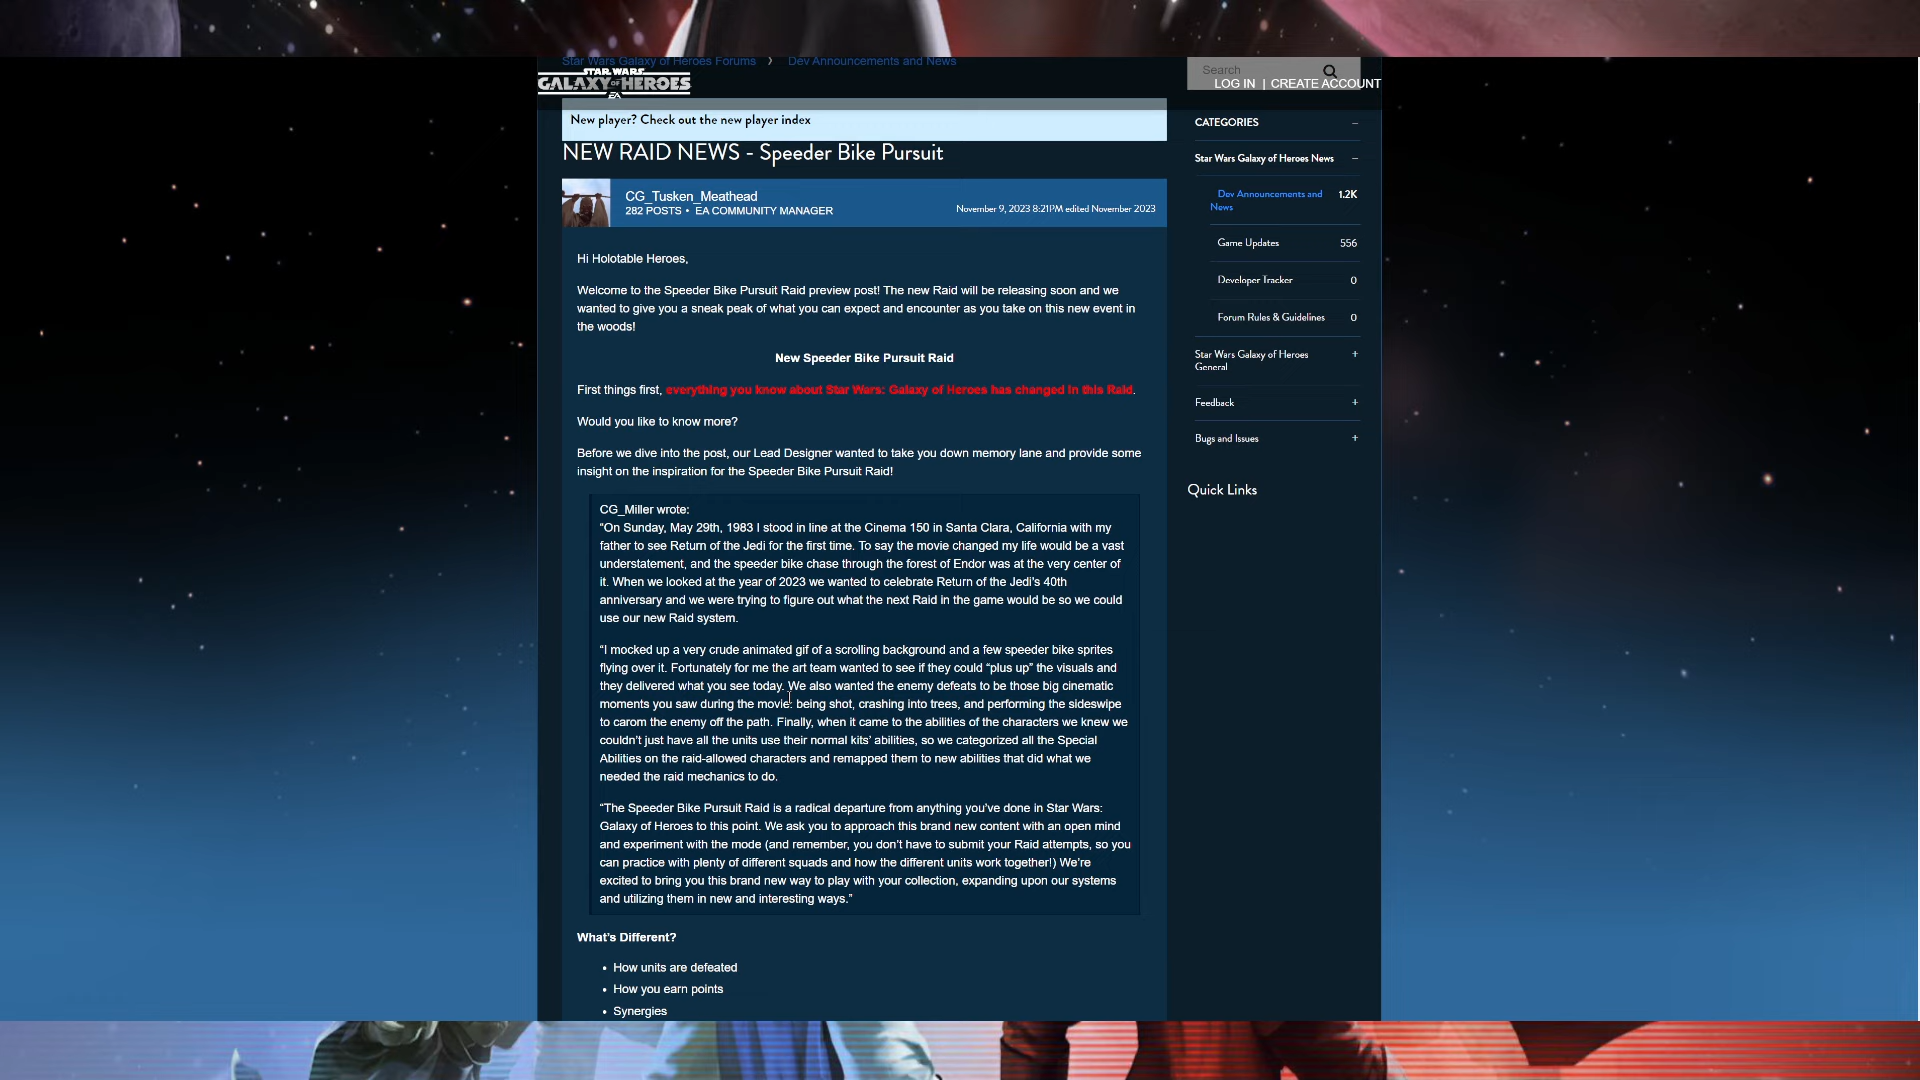 Star Wars Galaxy of Heroes Forums › Dev Announcements and News
STAR WARS
GALAXY OF HEROES
EA
Search
LOG IN | CREATE ACCOUNT
New player? Check out the new player index
NEW RAID NEWS - Speeder Bike Pursuit
CG_Tusken_Meathead
282 POSTS • EA COMMUNITY MANAGER
November 9, 2023 8:21PM edited November 2023
Hi Holotable Heroes,
Welcome to the Speeder Bike Pursuit Raid preview post! The new Raid will be releasing soon and we
wanted to give you a sneak peak of what you can expect and encounter as you take on this new event in
the woods!
New Speeder Bike Pursuit Raid
First things first, everything you know about Star Wars: Galaxy of Heroes has changed in this Raid.
Would you like to know more?
Before we dive into the post, our Lead Designer wanted to take you down memory lane and provide some
insight on the inspiration for the Speeder Bike Pursuit Raid!
CG_Miller wrote:
“On Sunday, May 29th, 1983 I stood in line at the Cinema 150 in Santa Clara, California with my
father to see Return of the Jedi for the first time. To say the movie changed my life would be a vast
understatement, and the speeder bike chase through the forest of Endor was at the very center of
it. When we looked at the year of 2023 we wanted to celebrate Return of the Jedi’s 40th
anniversary and we were trying to figure out what the next Raid in the game would be so we could
use our new Raid system.
“I mocked up a very crude animated gif of a scrolling background and a few speeder bike sprites
flying over it. Fortunately for me the art team wanted to see if they could “plus up” the visuals and
they delivered what you see today. We also wanted the enemy defeats to be those big cinematic
moments you saw during the movie: being shot, crashing into trees, and performing the sideswipe
to carom the enemy off the path. Finally, when it came to the abilities of the characters we knew we
couldn’t just have all the units use their normal kits’ abilities, so we categorized all the Special
Abilities on the raid-allowed characters and remapped them to new abilities that did what we
needed the raid mechanics to do.
“The Speeder Bike Pursuit Raid is a radical departure from anything you’ve done in Star Wars:
Galaxy of Heroes to this point. We ask you to approach this brand new content with an open mind
and experiment with the mode (and remember, you don’t have to submit your Raid attempts, so you
can practice with plenty of different squads and how the different units work together!) We’re
excited to bring you this brand new way to play with your collection, expanding upon our systems
and utilizing them in new and interesting ways.”
What’s Different?
• How units are defeated
• How you earn points
• Synergies
CATEGORIES –
Star Wars Galaxy of Heroes News –
Dev Announcements and 1.2K
News
Game Updates 556
Developer Tracker 0
Forum Rules & Guidelines 0
Star Wars Galaxy of Heroes +
General
Feedback +
Bugs and Issues +
Quick Links